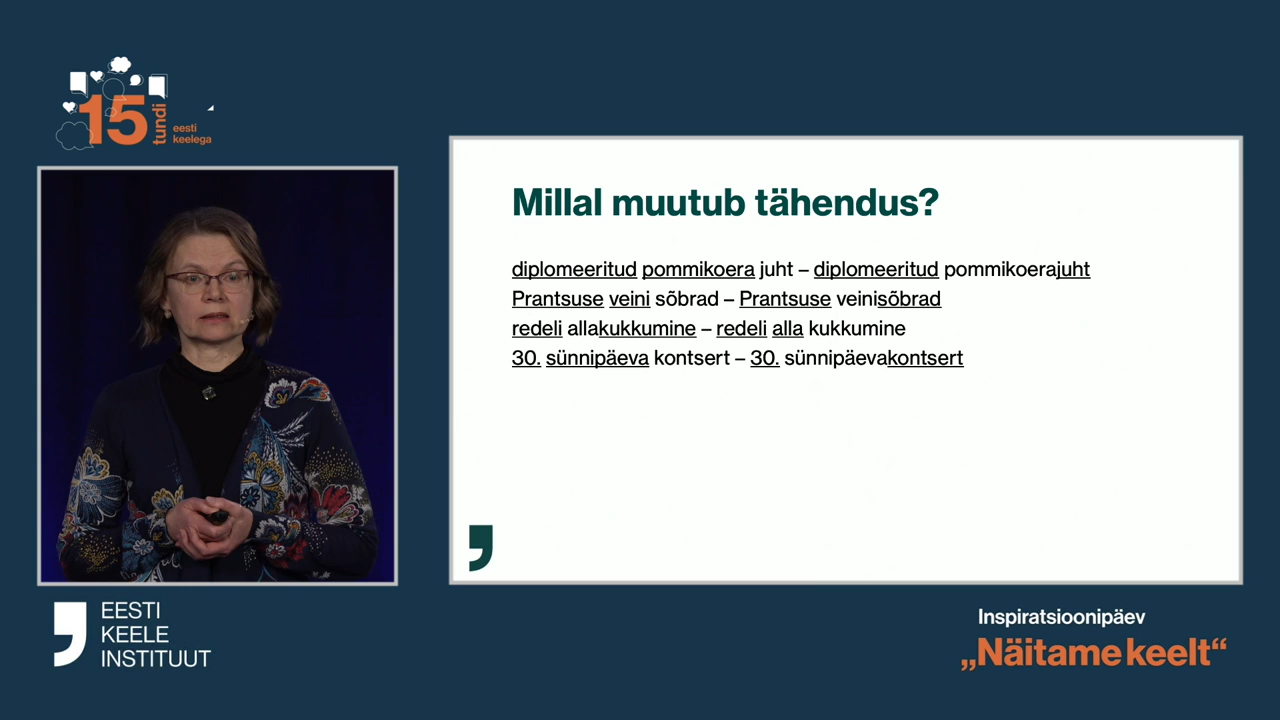 15
tundi
eesti
keelega
Millal muutub tähendus?
diplomeeritud pommikoera juht – diplomeeritud pommikoerajuht
Prantsuse veini sõbrad – Prantsuse veinisõbrad
redeli allakukkumine – redeli alla kukkumine
30. sünnipäeva kontsert – 30. sünnipäevakontsert
EESTI
KEELE
INSTITUUT
Inspiratsioonipäev
„Näitame keelt“